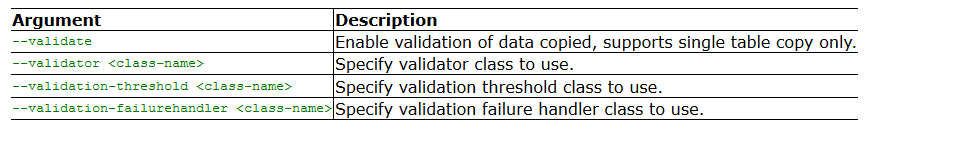 Argument Description
--validate Enable validation of data copied, supports single table copy only.
--validator <class-name> Specify validator class to use.
--validation-threshold <class-name> Specify validation threshold class to use.
--validation-failurehandler <class-name> Specify validation failure handler class to use.